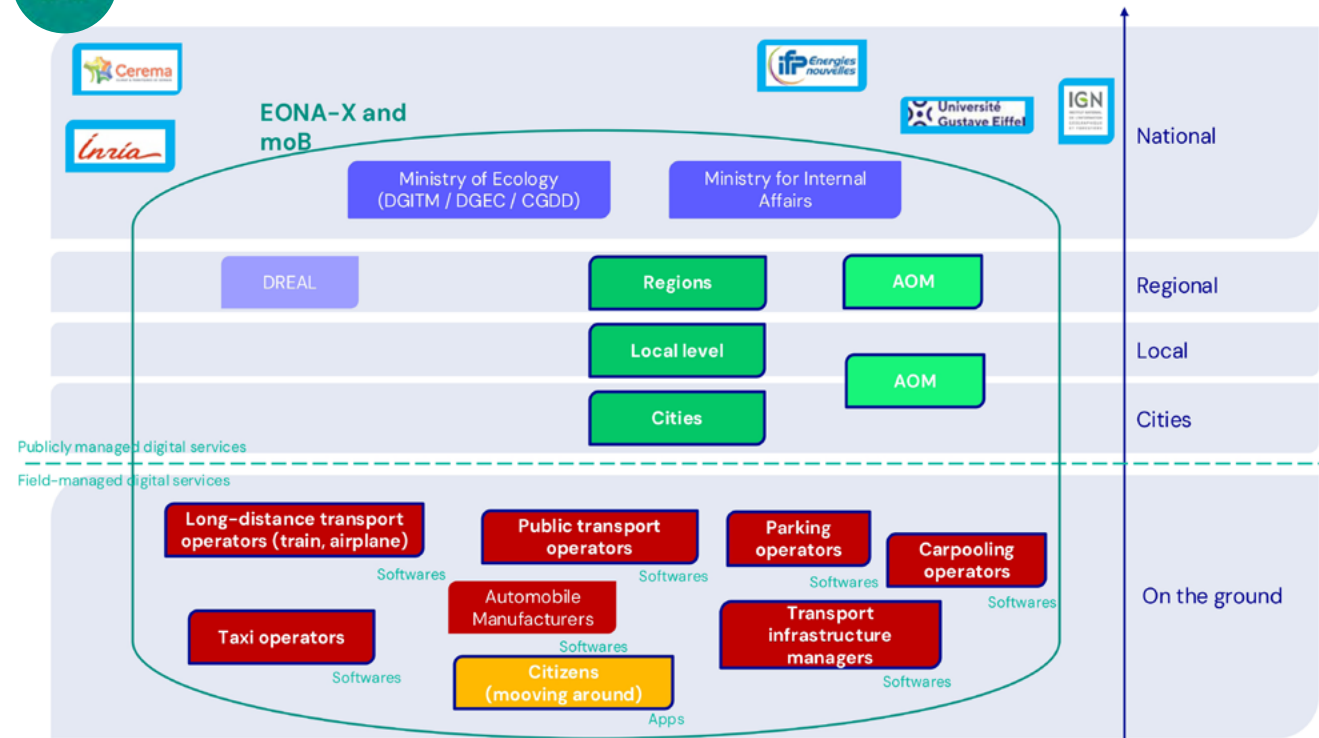 Cerema
ifp Energies
nouvelles
Université
Gustave Eiffel
IGN
Inria
EONA-X and
moB
National
Ministry of Ecology
(DGITM / DGEC / CGDD)
Ministry for Internal
Affairs
DREAL
Regions
AOM
Regional
Local level
Local
AOM
Cities
Cities
Publicly managed digital services
Field-managed digital services
Long-distance transport
operators (train, airplane)
Softwares
Public transport
operators
Softwares
Parking
operators
Softwares
Carpooling
operators
Softwares
On the ground
Automobile
Manufacturers
Softwares
Taxi operators
Softwares
Transport
infrastructure
managers
Softwares
Citizens
(mooving around)
Apps